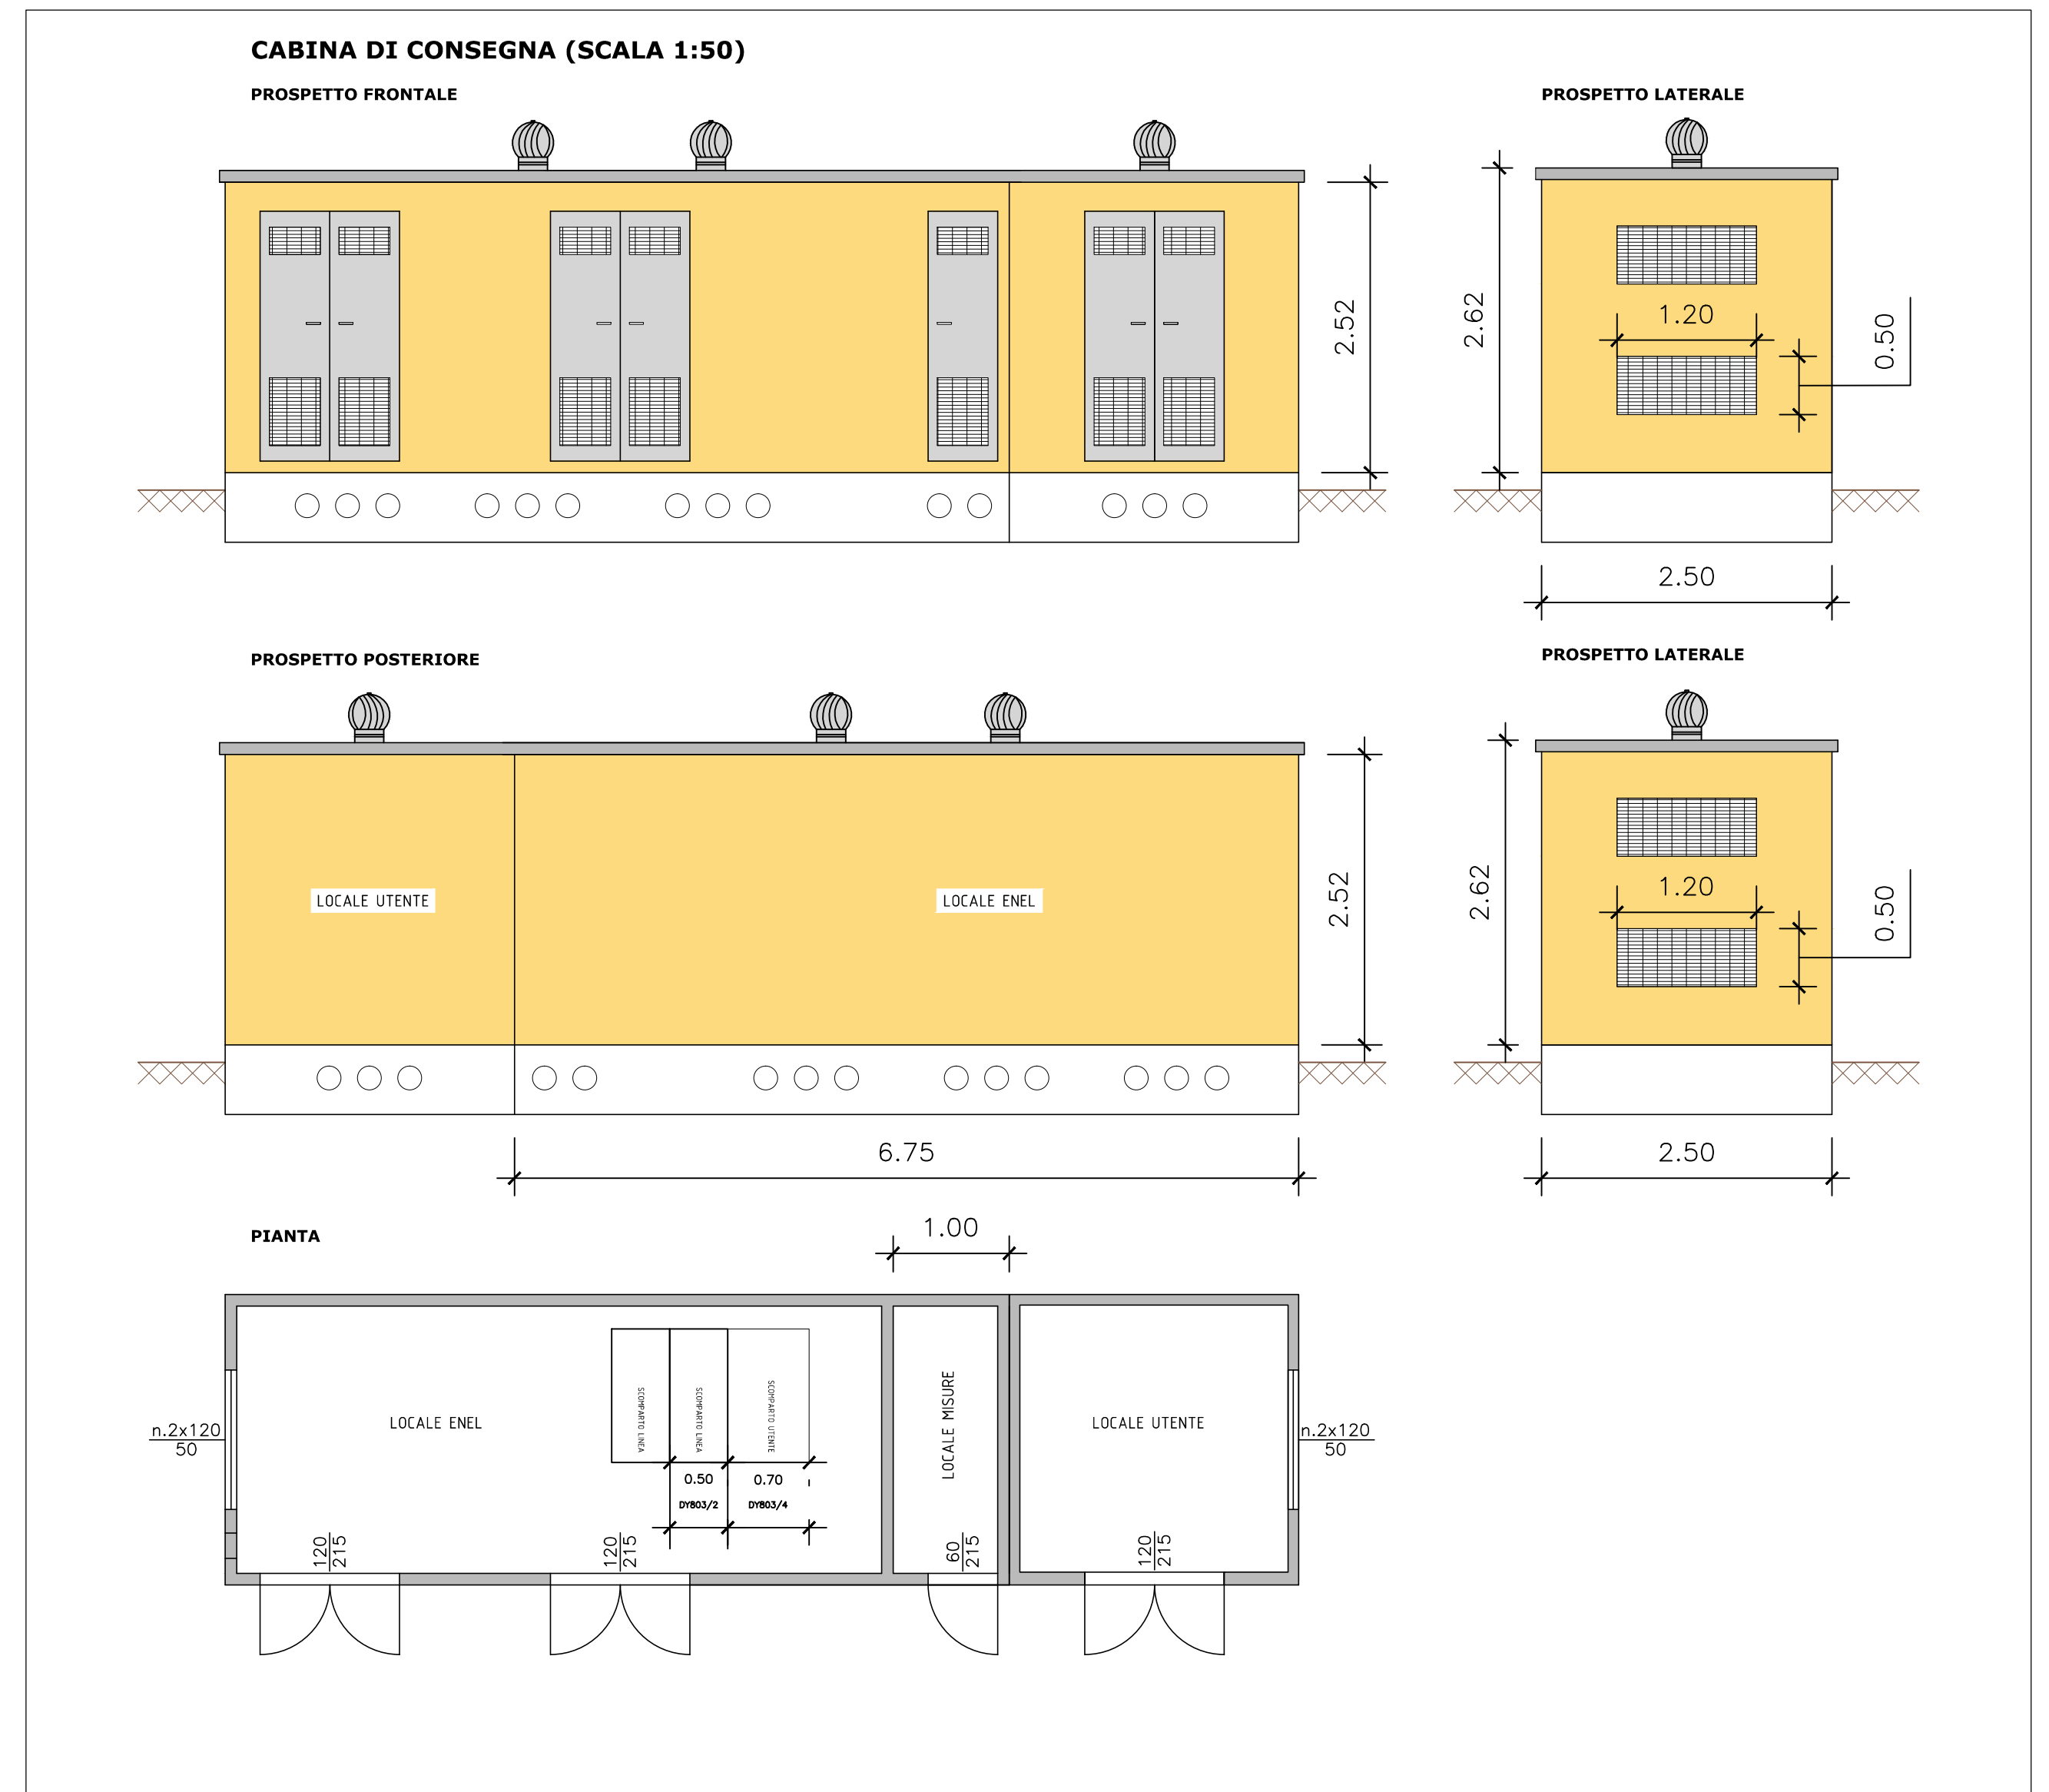 CABINA DI CONSEGNA (SCALA 1:50)
PROSPETTO FRONTALE
PROSPETTO LATERALE
2.52
2.62
1.20
0.50
2.50
PROSPETTO POSTERIORE
PROSPETTO LATERALE
LOCALE UTENTE
LOCALE ENEL
2.52
2.62
1.20
0.50
6.75
2.50
PIANTA
1.00
LOCALE ENEL
SCOMPARTO LINEA
SCOMPARTO LINEA
SCOMPARTO UTENTE
LOCALE MISURE
LOCALE UTENTE
n.2x120
50
n.2x120
50
0.50
0.70
DY803/2
DY803/4
120
215
120
215
60
215
120
215